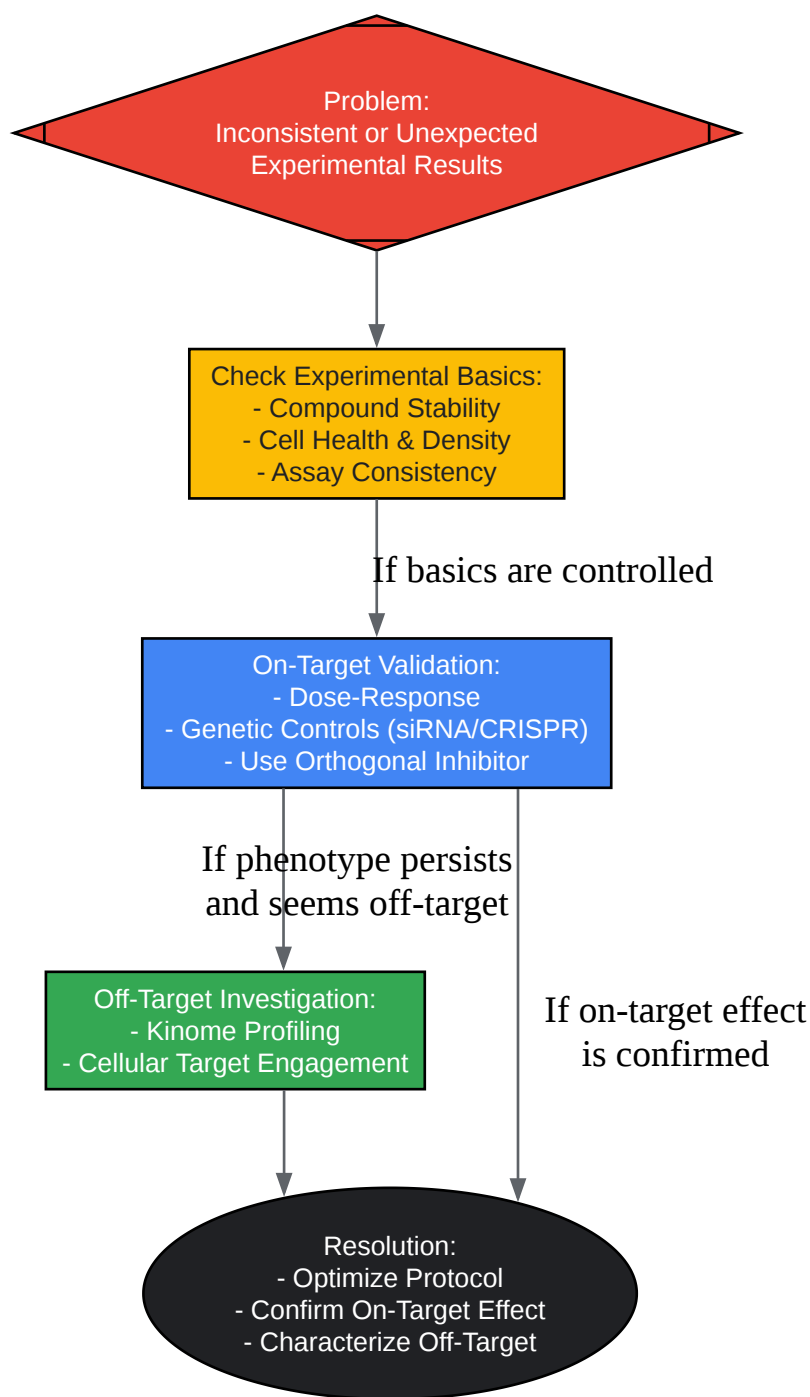 Problem:
Inconsistent or Unexpected
Experimental Results
Check Experimental Basics:
- Compound Stability
- Cell Health & Density
- Assay Consistency
If basics are controlled
On-Target Validation:
- Dose-Response
- Genetic Controls (siRNA/CRISPR)
- Use Orthogonal Inhibitor
If phenotype persists
and seems off-target
Off-Target Investigation:
- Kinome Profiling
- Cellular Target Engagement
If on-target effect
is confirmed
Resolution:
- Optimize Protocol
- Confirm On-Target Effect
- Characterize Off-Target